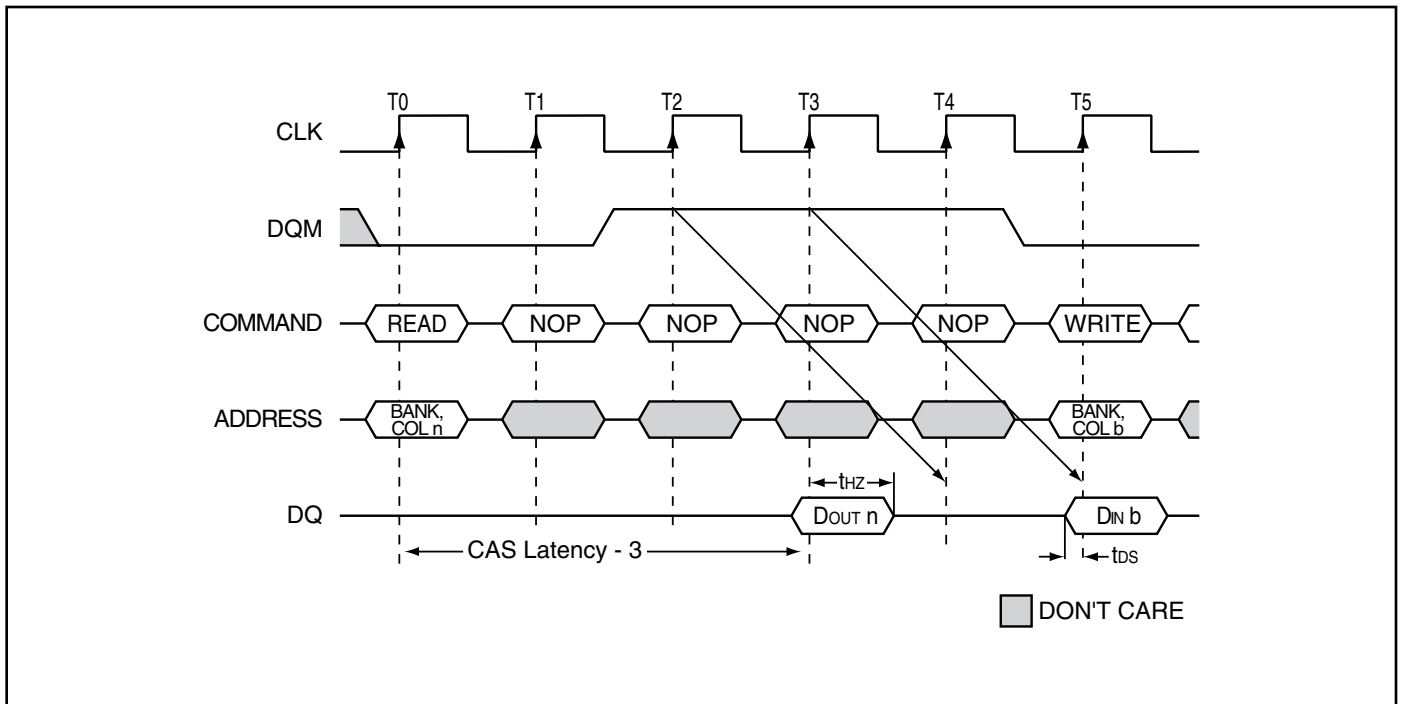 T0 T1 T2 T3 T4 T5
CLK
DQM
COMMAND READ NOP NOP NOP NOP WRITE
ADDRESS BANK, COL n BANK, COL b
tHZ
DQ DOUT n DIN b
CAS Latency - 3 tDS
DON'T CARE